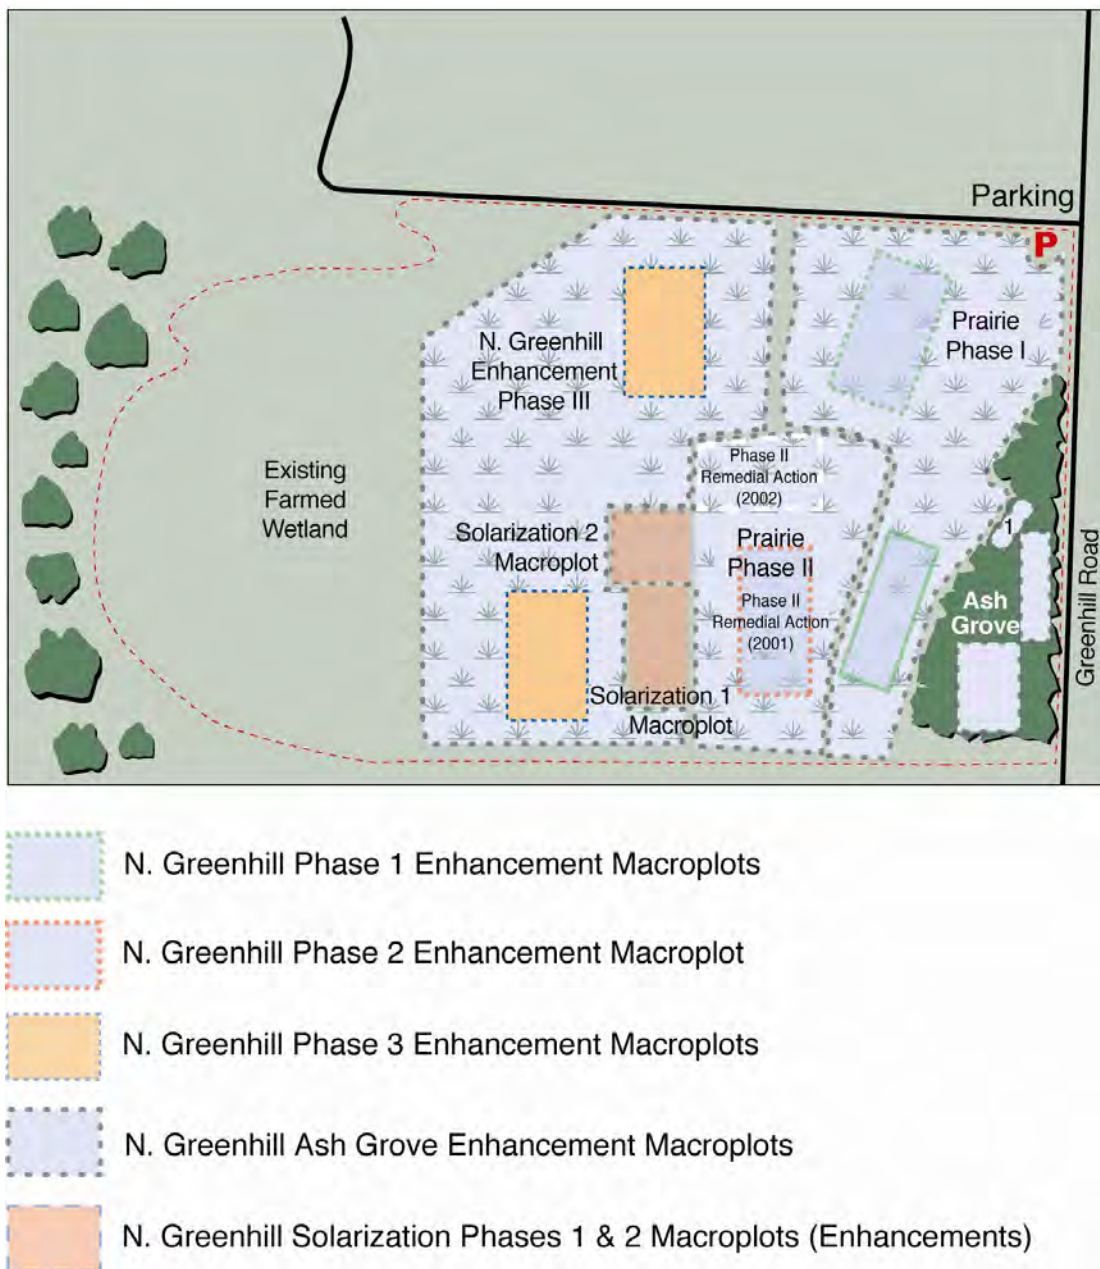 Parking
P
Prairie
Phase I
N. Greenhill
Enhancement
Phase III
Phase II
Remedial Action
(2002)
Existing
Farmed
Wetland
Solarization 2
Macroplot
Prairie
Phase II
Phase II
Remedial Action
(2001)
1
Ash
Grove
Greenhill Road
Solarization 1
Macroplot
N. Greenhill Phase 1 Enhancement Macroplots
N. Greenhill Phase 2 Enhancement Macroplot
N. Greenhill Phase 3 Enhancement Macroplots
N. Greenhill Ash Grove Enhancement Macroplots
N. Greenhill Solarization Phases 1 & 2 Macroplots (Enhancements)